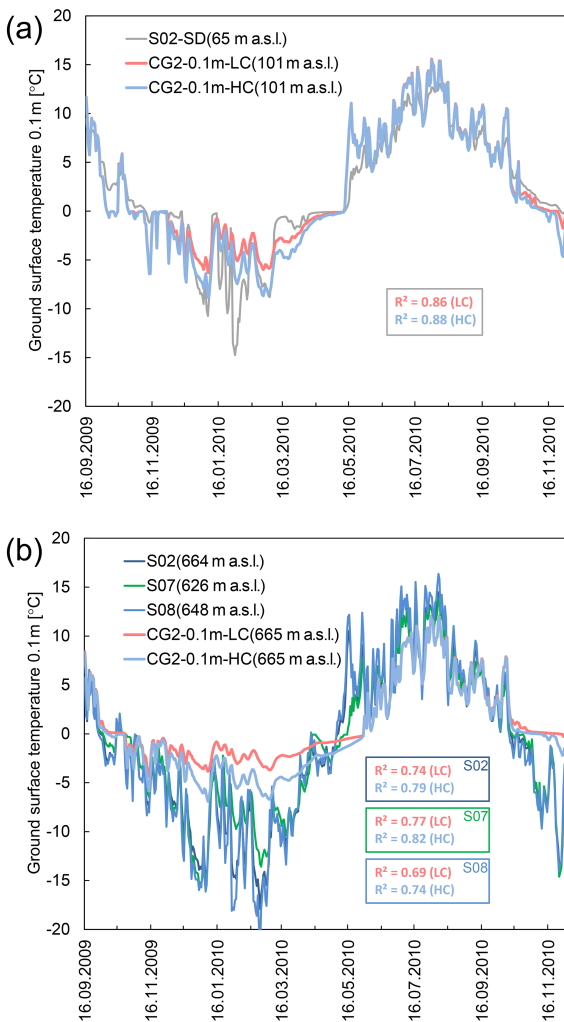 (a)
20
15
10
5
0
-5
-10
-15
-20
Ground surface temperature 0.1m [°C]
S02-SD(65 m a.s.l.)
CG2-0.1m-LC(101 m a.s.l.)
CG2-0.1m-HC(101 m a.s.l.)
R² = 0.86 (LC)
R² = 0.88 (HC)
16.09.2009
16.11.2009
16.01.2010
16.03.2010
16.05.2010
16.07.2010
16.09.2010
16.11.2010
(b)
20
15
10
5
0
-5
-10
-15
-20
Ground surface temperature 0.1m [°C]
S02(664 m a.s.l.)
S07(626 m a.s.l.)
S08(648 m a.s.l.)
CG2-0.1m-LC(665 m a.s.l.)
CG2-0.1m-HC(665 m a.s.l.)
S02
R² = 0.74 (LC)
R² = 0.79 (HC)
S07
R² = 0.77 (LC)
R² = 0.82 (HC)
S08
R² = 0.69 (LC)
R² = 0.74 (HC)
16.09.2009
16.11.2009
16.01.2010
16.03.2010
16.05.2010
16.07.2010
16.09.2010
16.11.2010